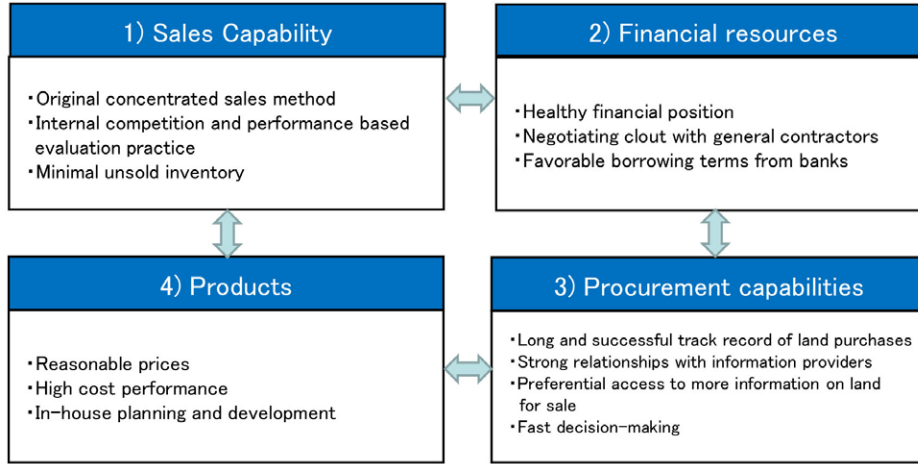 1) Sales Capability
・Original concentrated sales method
・Internal competition and performance based
evaluation practice
・Minimal unsold inventory
2) Financial resources
・Healthy financial position
・Negotiating clout with general contractors
・Favorable borrowing terms from banks
4) Products
・Reasonable prices
・High cost performance
・In-house planning and development
3) Procurement capabilities
・Long and successful track record of land purchases
・Strong relationships with information providers
・Preferential access to more information on land
for sale
・Fast decision-making